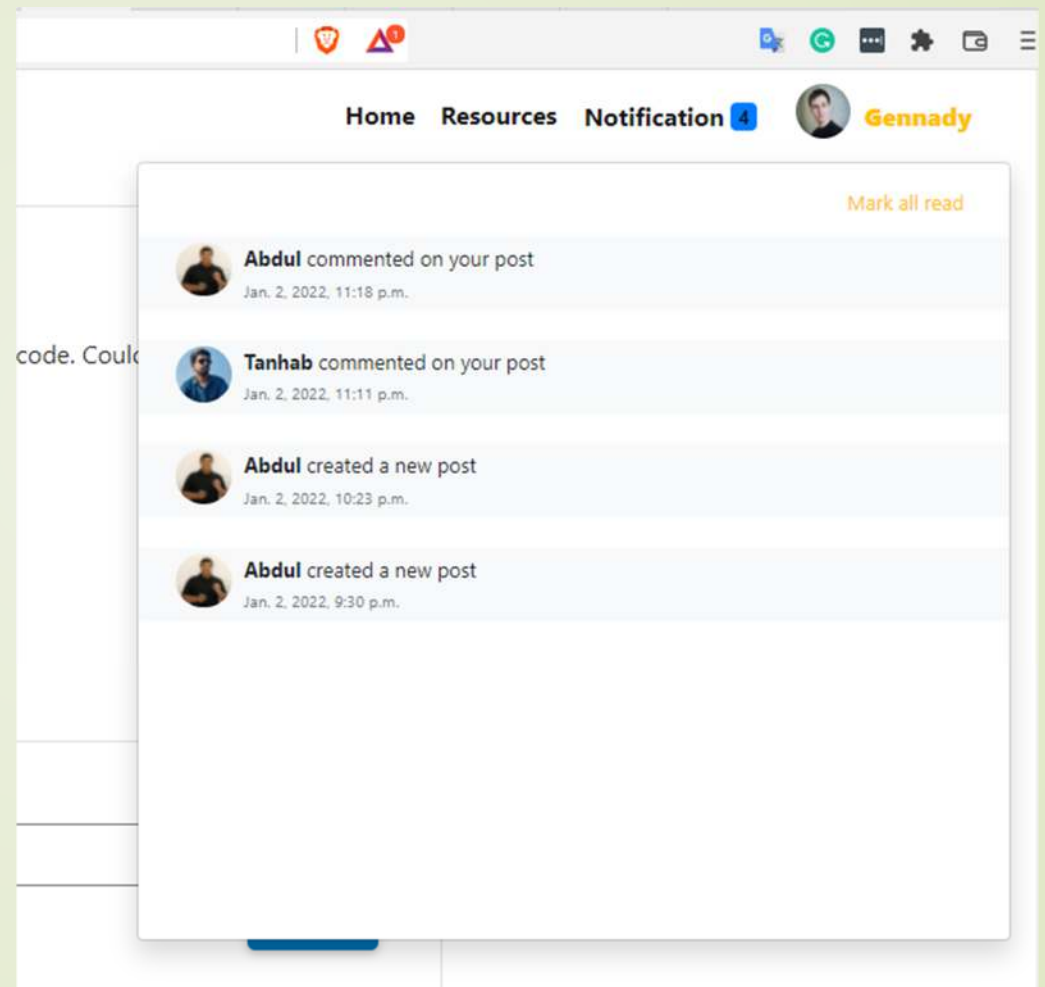 1
Home Resources Notification 4 Gennady
Mark all read
Abdul commented on your post
Jan. 2, 2022, 11:18 p.m.
code. Could
Tanhab commented on your post
Jan. 2, 2022, 11:11 p.m.
Abdul created a new post
Jan. 2, 2022, 10:23 p.m.
Abdul created a new post
Jan. 2, 2022, 9:30 p.m.